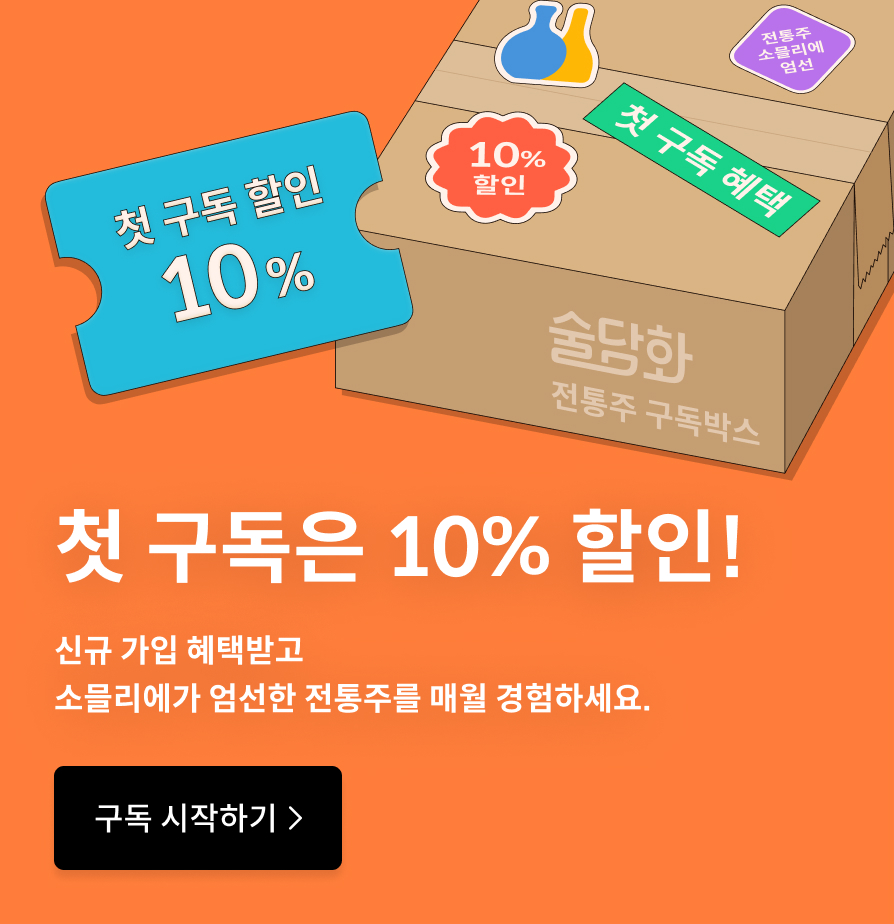 전통주
소믈리에
엄선
첫 구독 혜택
10%
할인
첫 구독 할인
10%
술담화
전통주 구독박스
첫 구독은 10% 할인!
신규 가입 혜택받고
소믈리에가 엄선한 전통주를 매월 경험하세요.
구독 시작하기 >